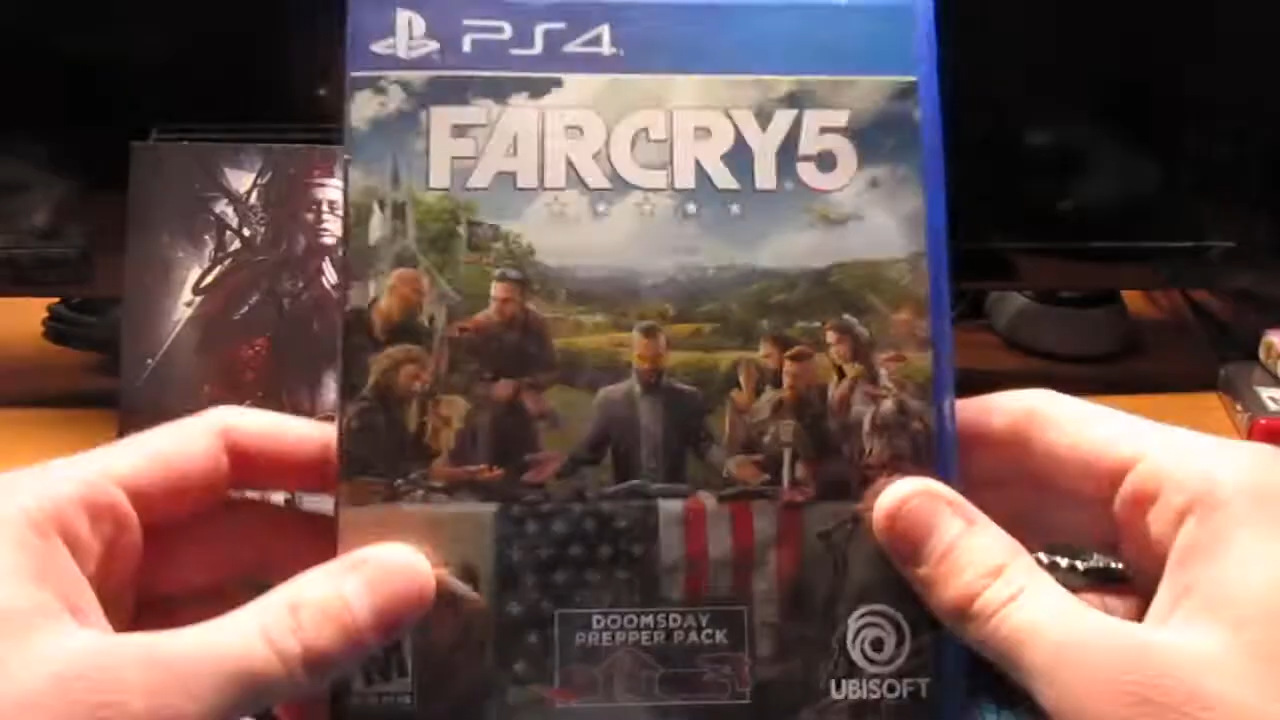 PS4
FARCRY5
DOOMSDAY
PREPPER PACK
M
UBISOFT